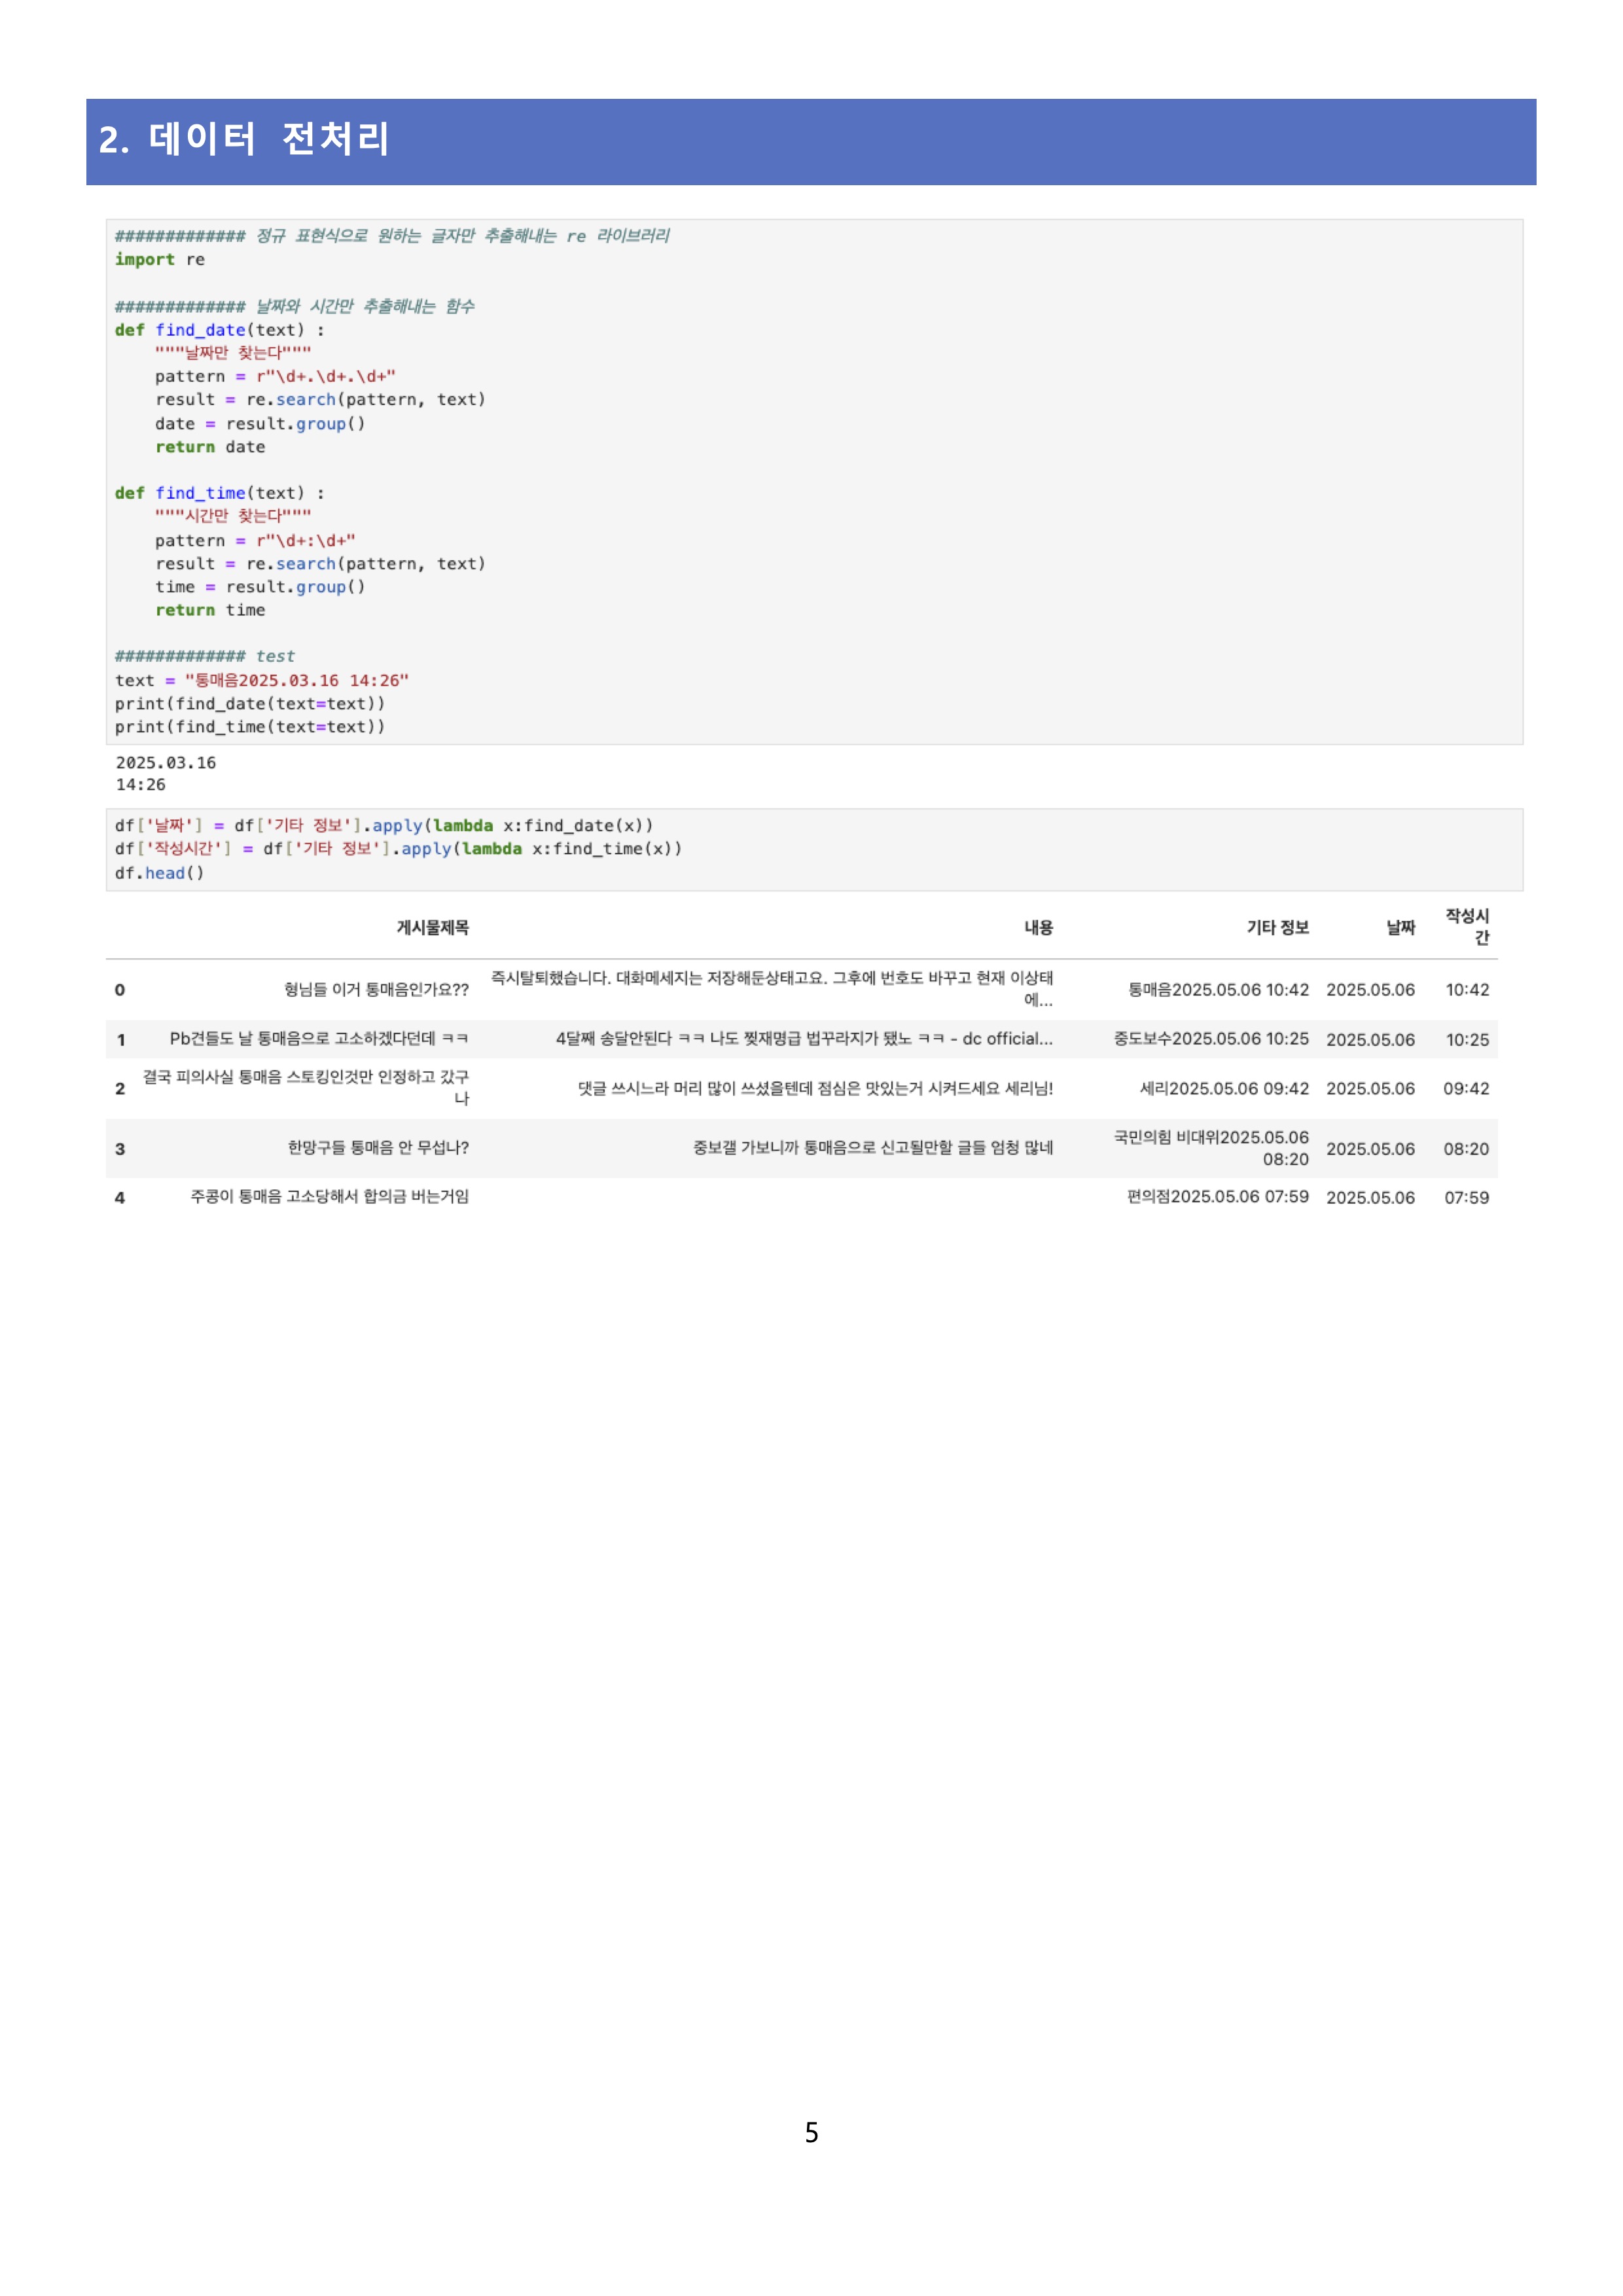 2. 데이터 전처리
############# 정규 표현식으로 원하는 글자만 추출해내는 re 라이브러리
import re
############# 날짜와 시간만 추출해내는 함수
def find_date(text) :
    """날짜만 찾는다"""
    pattern = r"\d+.\d+.\d+"
    result = re.search(pattern, text)
    date = result.group()
    return date
def find_time(text) :
    """시간만 찾는다"""
    pattern = r"\d+:\d+"
    result = re.search(pattern, text)
    time = result.group()
    return time
############# test
text = "통매음2025.03.16 14:26"
print(find_date(text=text))
print(find_time(text=text))
2025.03.16
14:26
df['날짜'] = df['기타 정보'].apply(lambda x:find_date(x))
df['작성시간'] = df['기타 정보'].apply(lambda x:find_time(x))
df.head()
게시물제목 내용 기타 정보 날짜 작성시
간
0 형님들 이거 통매음인가요?? 즉시탈퇴했습니다. 대화메세지는 저장해둔상태고요. 그후에 번호도 바꾸고 현재 이상태 통매음2025.05.06 10:42 2025.05.06 10:42
에...
1 Pb견들도 날 통매음으로 고소하겠다던데 ㅋㅋ 4달째 송달안된다 ㅋㅋ 나도 찢재명급 법꾸라지가 됐노 ㅋㅋ - dc official... 중도보수2025.05.06 10:25 2025.05.06 10:25
2 결국 피의사실 통매음 스토킹인것만 인정하고 갔구 댓글 쓰시느라 머리 많이 쓰셨을텐데 점심은 맛있는거 시켜드세요 세리님! 세리2025.05.06 09:42 2025.05.06 09:42
나
3 한망구들 통매음 안 무섭나? 중보갤 가보니까 통매음으로 신고될만할 글들 엄청 많네 국민의힘 비대위2025.05.06 2025.05.06 08:20
08:20
4 주콩이 통매음 고소당해서 합의금 버는거임 편의점2025.05.06 07:59 2025.05.06 07:59
5